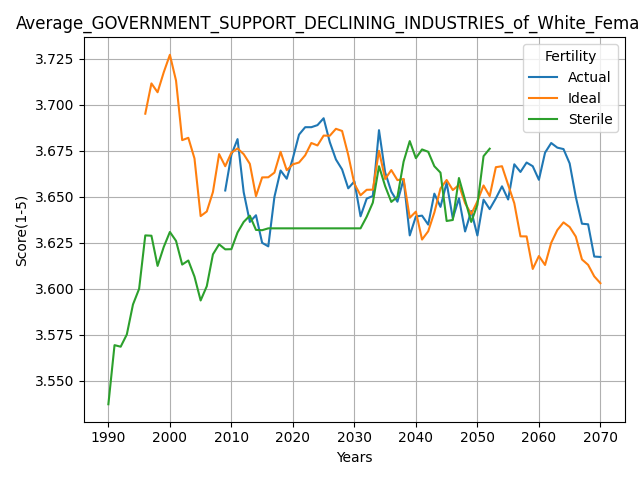 Average_GOVERNMENT_SUPPORT_DECLINING_INDUSTRIES_of_White_Fema
Fertility
Actual
Ideal
Sterile
Score(1-5)
3.725
3.700
3.675
3.650
3.625
3.600
3.575
3.550
1990 2000 2010 2020 2030 2040 2050 2060 2070
Years